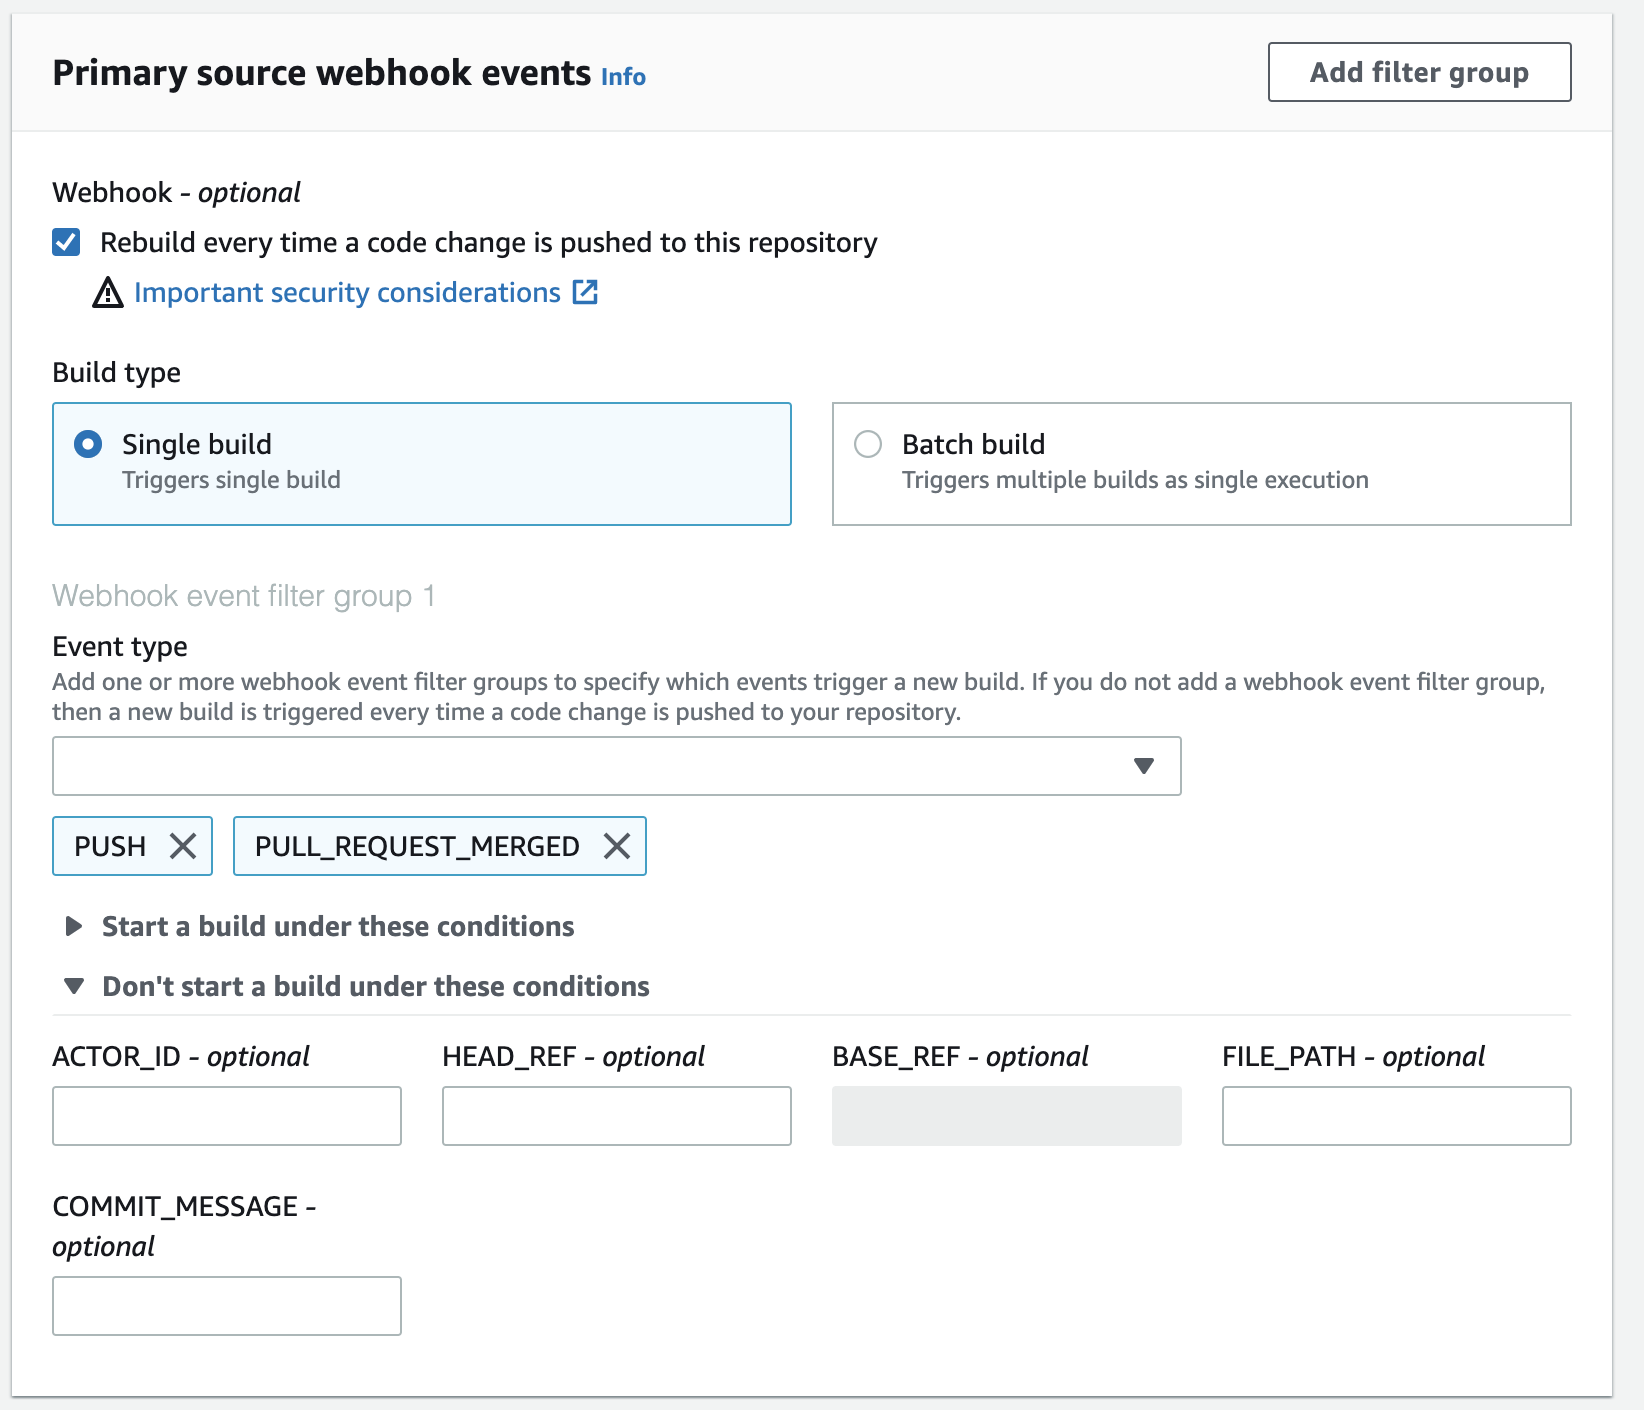 Primary source webhook events Info
Add filter group
Webhook - optional
Rebuild every time a code change is pushed to this repository
Important security considerations
Build type
Single build
Triggers single build
Batch build
Triggers multiple builds as single execution
Webhook event filter group 1
Event type
Add one or more webhook event filter groups to specify which events trigger a new build. If you do not add a webhook event filter group,
then a new build is triggered every time a code change is pushed to your repository.
PUSH
PULL_REQUEST_MERGED
Start a build under these conditions
Don't start a build under these conditions
ACTOR_ID - optional
HEAD_REF - optional
BASE_REF - optional
FILE_PATH - optional
COMMIT_MESSAGE -
optional